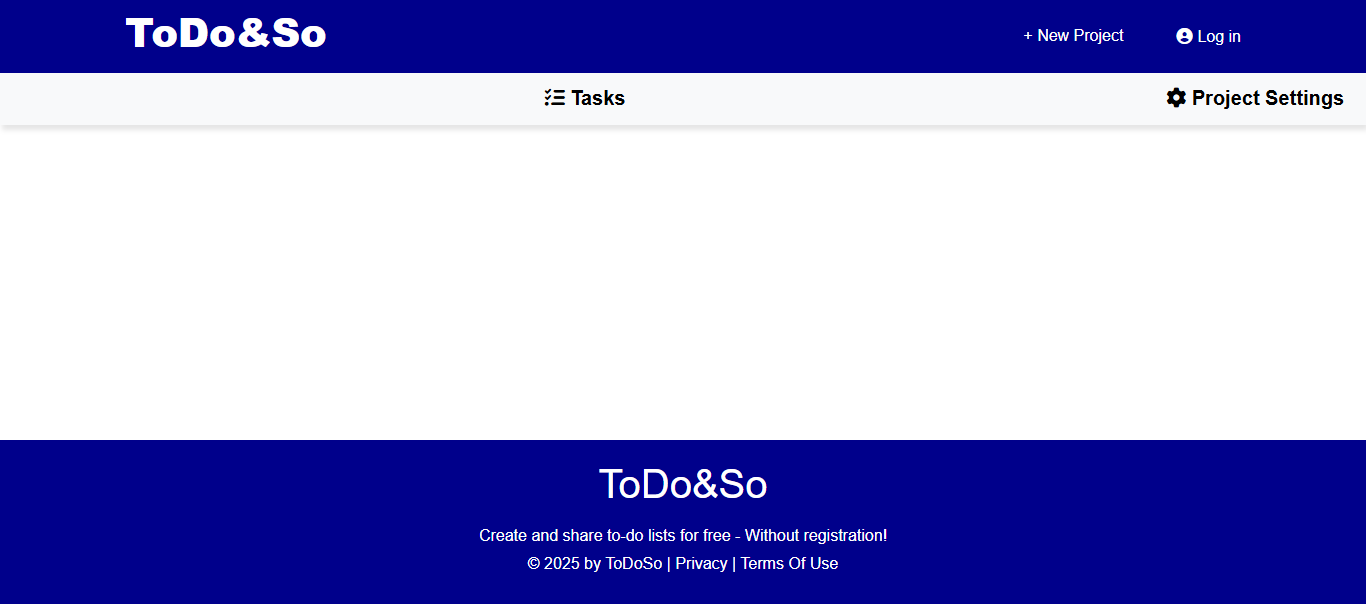 ToDo&So
+ New Project
Log in
Tasks
Project Settings
ToDo&So
Create and share to-do lists for free - Without registration!
© 2025 by ToDoSo | Privacy | Terms Of Use